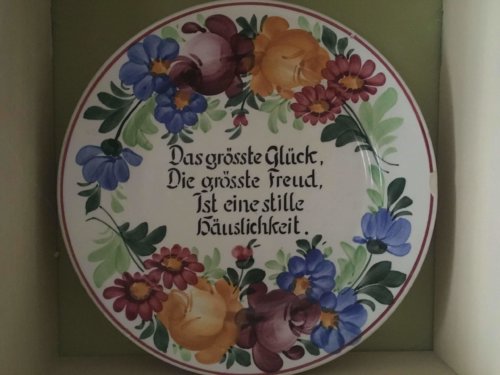 Das grösste Glück,
Die grösste Freud,
Ist eine stille
Häuslichkeit.